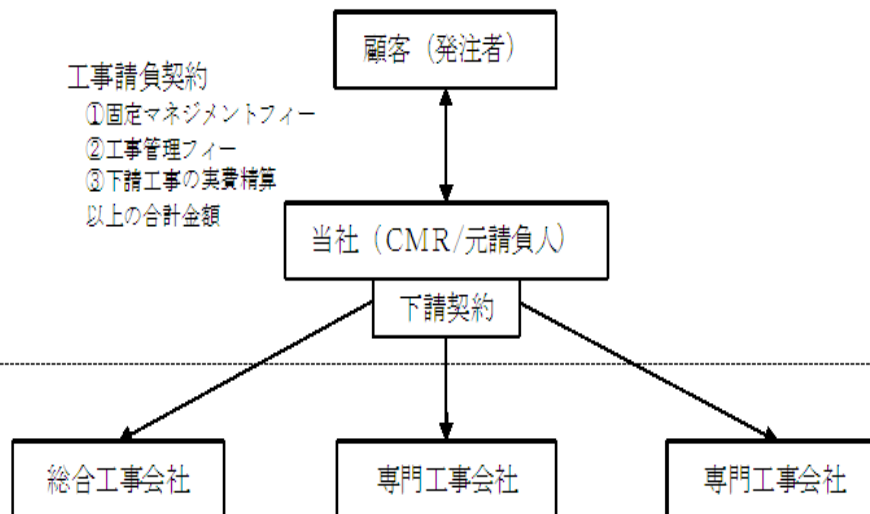 顧客（発注者）
工事請負契約
①固定マネジメントフィー
②工事管理フィー
③下請工事の実費精算
以上の合計金額
当社（CMR/元請負人）
下請契約
総合工事会社
専門工事会社
専門工事会社